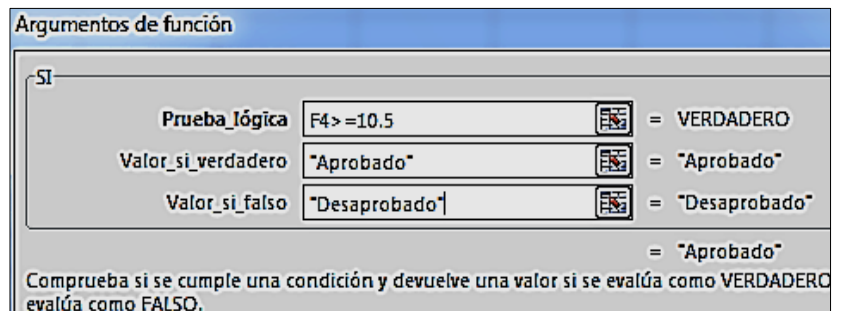 Argumentos de función
SI
Prueba_lógica F4>=10.5 = VERDADERO
Valor_si_verdadero "Aprobado" = "Aprobado"
Valor_si_falso "Desaprobado" = "Desaprobado"
= "Aprobado"
Comprueba si se cumple una condición y devuelve una valor si se evalúa como VERDADERO
evalúa como FALSO.